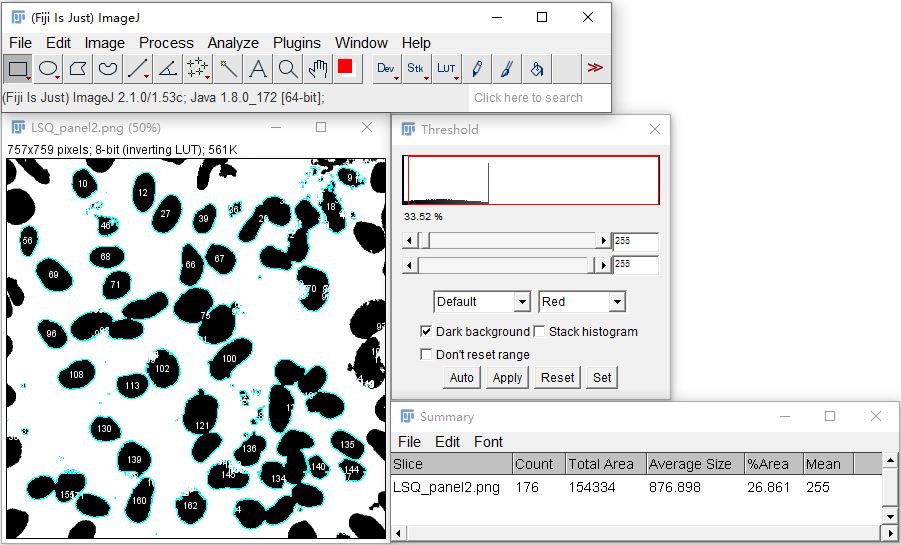 (Fiji Is Just) ImageJ
File Edit Image Process Analyze Plugins Window Help
Dev Stk LUT
(Fiji Is Just) ImageJ 2.1.0/1.53c; Java 1.8.0_172 [64-bit];
Click here to search
LSQ_panel2.png (50%)
757x759 pixels; 8-bit (inverting LUT); 561K
9
10
12
18
27
39
46
56
68
66
67
69
71
75
96
100
102
108
113
121
130
135
136
139
140
144
145
134
160
162
Threshold
33.52 %
255
255
Default Red
Dark background Stack histogram
Don't reset range
Auto Apply Reset Set
Summary
File Edit Font
Slice Count Total Area Average Size %Area Mean
LSQ_panel2.png 176 154334 876.898 26.861 255